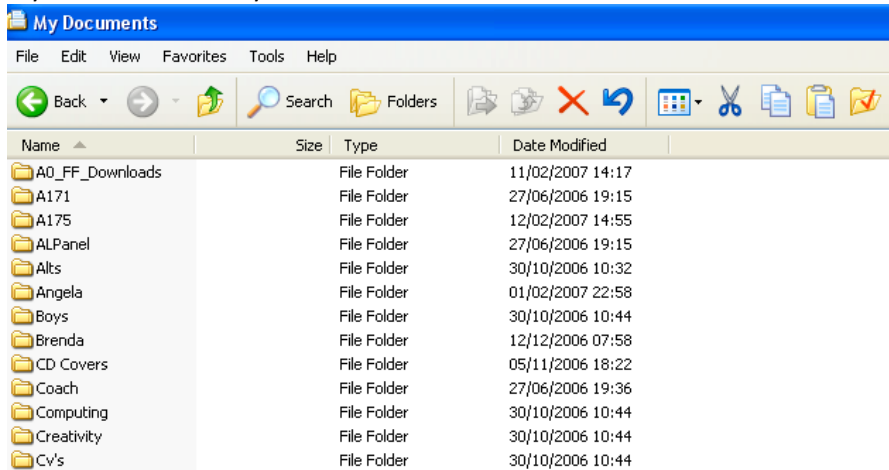 My Documents
File Edit View Favorites Tools Help
Back Search Folders
Name Size Type Date Modified
A0_FF_Downloads File Folder 11/02/2007 14:17
A171 File Folder 27/06/2006 19:15
A175 File Folder 12/02/2007 14:55
ALPanel File Folder 27/06/2006 19:15
Alts File Folder 30/10/2006 10:32
Angela File Folder 01/02/2007 22:58
Boys File Folder 30/10/2006 10:44
Brenda File Folder 12/12/2006 07:58
CD Covers File Folder 05/11/2006 18:22
Coach File Folder 27/06/2006 19:36
Computing File Folder 30/10/2006 10:44
Creativity File Folder 30/10/2006 10:44
Cv's File Folder 30/10/2006 10:44